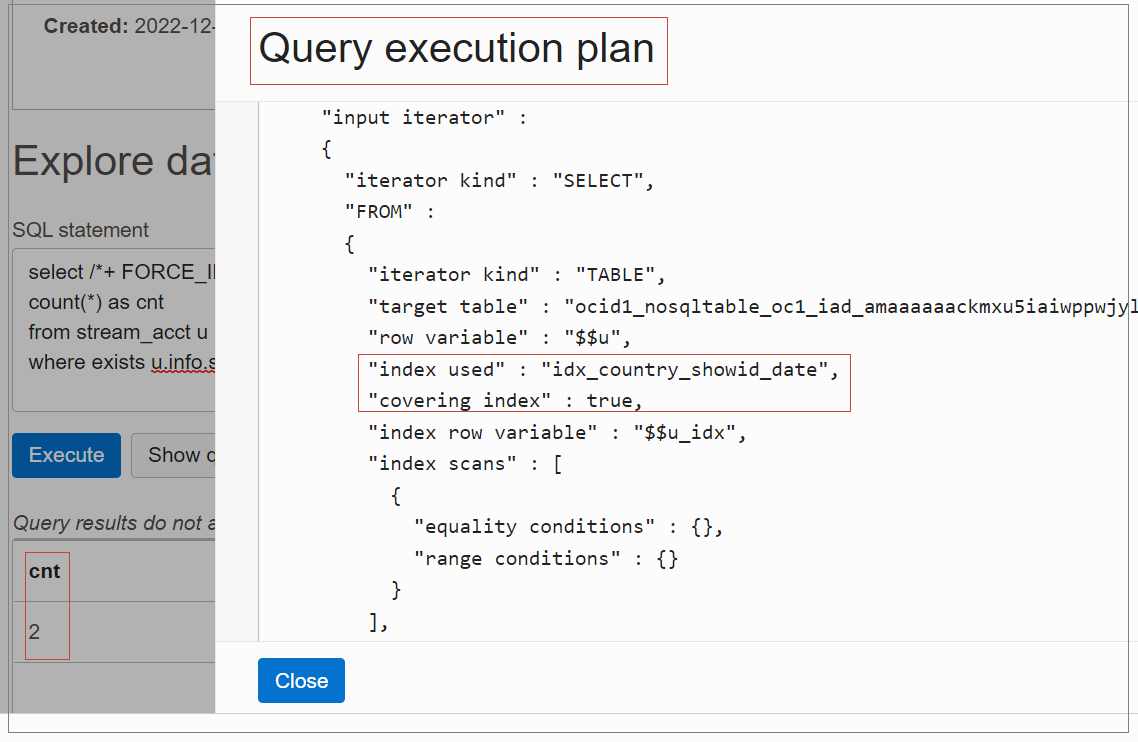 Created: 2022-12-
Explore da
SQL statement
select /*+ FORCE_I
count(*) as cnt
from stream_acct u
where exists u.info.s
Execute
Show q
Query results do not a
cnt
2
Query execution plan
"input iterator" :
{
"iterator kind" : "SELECT",
"FROM" :
{
"iterator kind" : "TABLE",
"target table" : "ocid1_nosqltable_oc1_iad_amaaaaaackmxu5iaiwppwjyl
"row variable" : "$$u",
"index used" : "idx_country_showid_date",
"covering index" : true,
"index row variable" : "$$u_idx",
"index scans" : [
{
"equality conditions" : {},
"range conditions" : {}
}
],
Close